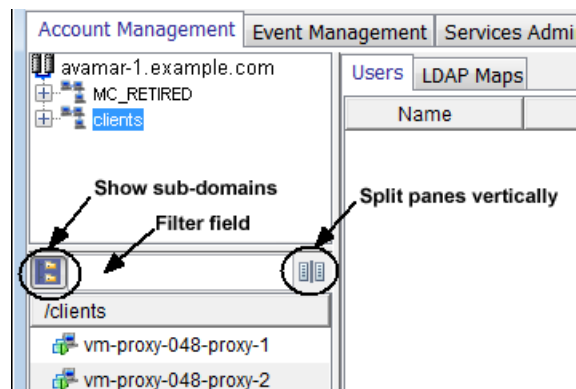 Account Management Event Management Services Admi
avamar-1.example.com
Users LDAP Maps
MC_RETIRED
clients
Name
Show sub-domains
Split panes vertically
Filter field
/clients
vm-proxy-048-proxy-1
vm-proxy-048-proxy-2